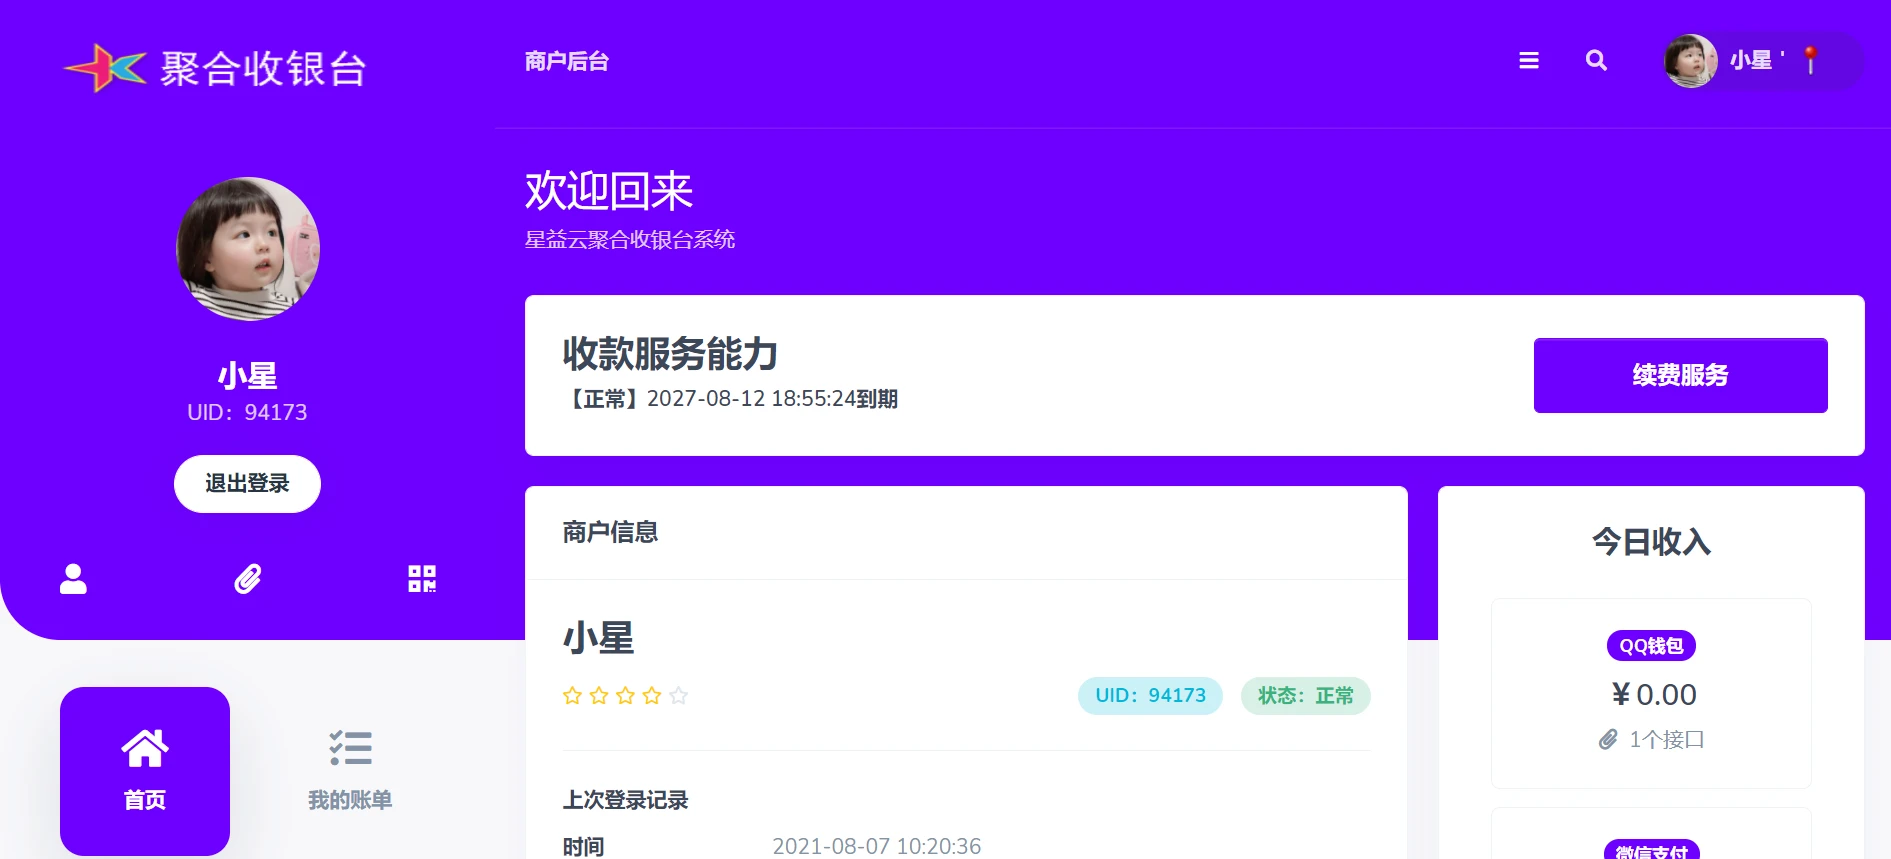 聚合收银台
商户后台
小星 '
欢迎回来
星益云聚合收银台系统
小星
UID：94173
退出登录
收款服务能力
【正常】2027-08-12 18:55:24到期
续费服务
首页
我的账单
商户信息
小星
UID：94173
状态：正常
上次登录记录
时间 2021-08-07 10:20:36
今日收入
QQ钱包
¥ 0.00
1个接口
微信支付